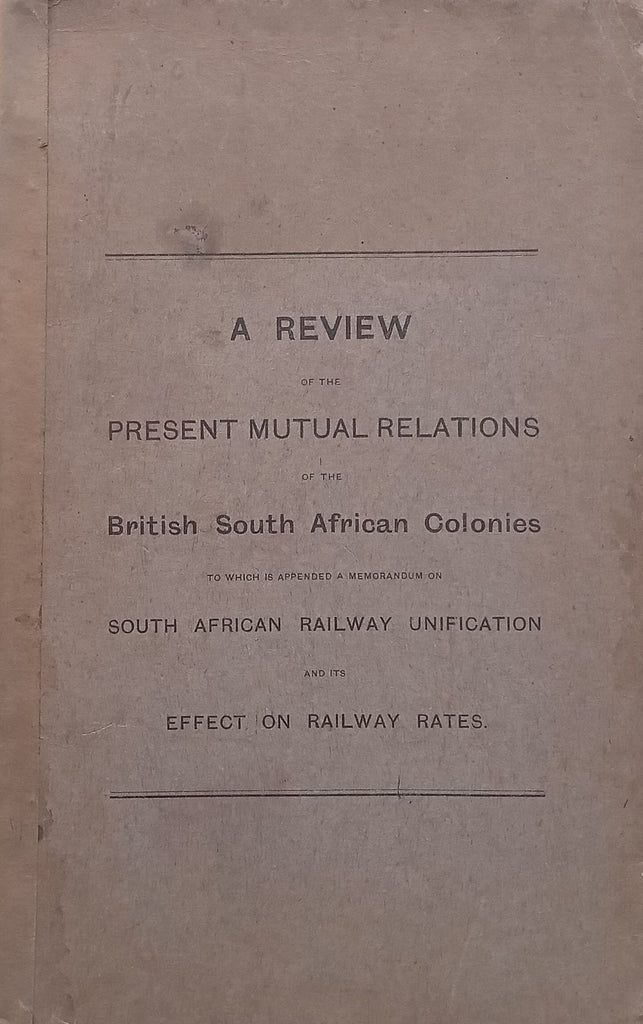 A REVIEW
OF THE
PRESENT MUTUAL RELATIONS
OF THE
British South African Colonies
TO WHICH IS APPENDED A MEMORANDUM ON
SOUTH AFRICAN RAILWAY UNIFICATION
AND ITS
EFFECT ON RAILWAY RATES.